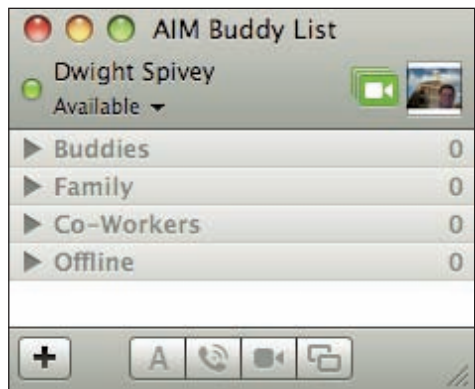 AIM Buddy List
Dwight Spivey
Available
Buddies 0
Family 0
Co-Workers 0
Offline 0
A